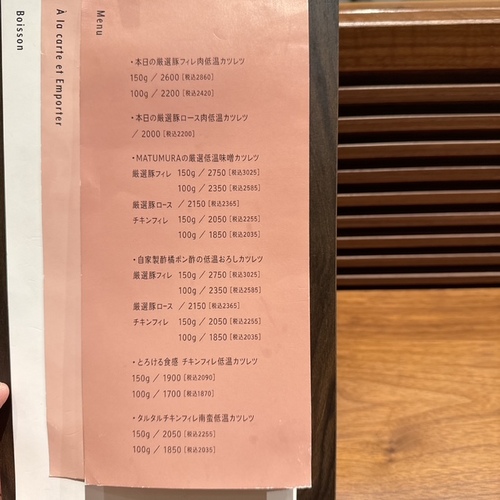 Boisson
À la carte et Emporter
Menu
・本日の厳選豚フィレ肉低温カツレツ
150g / 2600 [税込2860]
100g / 2200 [税込2420]
・本日の厳選豚ロース肉低温カツレツ
/ 2000 [税込2200]
・MATUMURAの厳選低温味噌カツレツ
厳選豚フィレ 150g / 2750 [税込3025]
100g / 2350 [税込2585]
厳選豚ロース / 2150 [税込2365]
チキンフィレ 150g / 2050 [税込2255]
100g / 1850 [税込2035]
・自家製酢橘ポン酢の低温おろしカツレツ
厳選豚フィレ 150g / 2750 [税込3025]
100g / 2350 [税込2585]
厳選豚ロース / 2150 [税込2365]
チキンフィレ 150g / 2050 [税込2255]
100g / 1850 [税込2035]
・とろける食感 チキンフィレ低温カツレツ
150g / 1900 [税込2090]
100g / 1700 [税込1870]
・タルタルチキンフィレ南蛮低温カツレツ
150g / 2050 [税込2255]
100g / 1850 [税込2035]